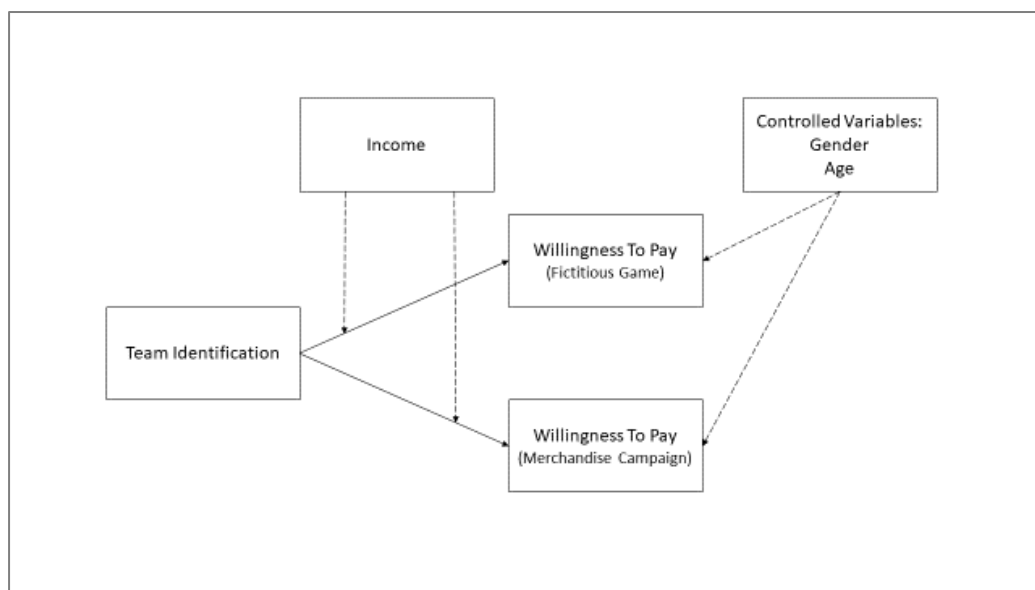 Income
Controlled Variables:
Gender
Age
Willingness To Pay
(Fictitious Game)
Team Identification
Willingness To Pay
(Merchandise Campaign)